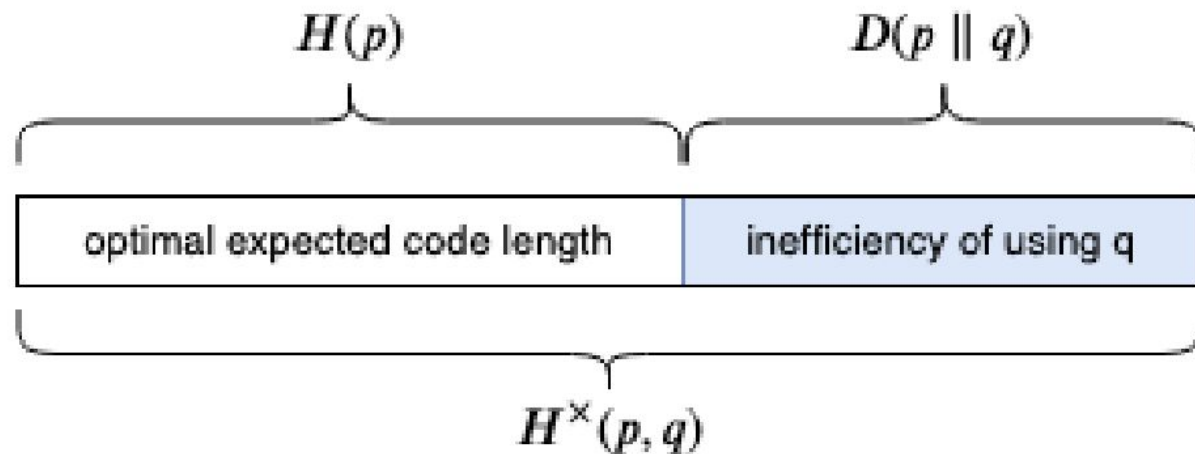 H(p) D(p || q)
optimal expected code length inefficiency of using q
H×(p, q)